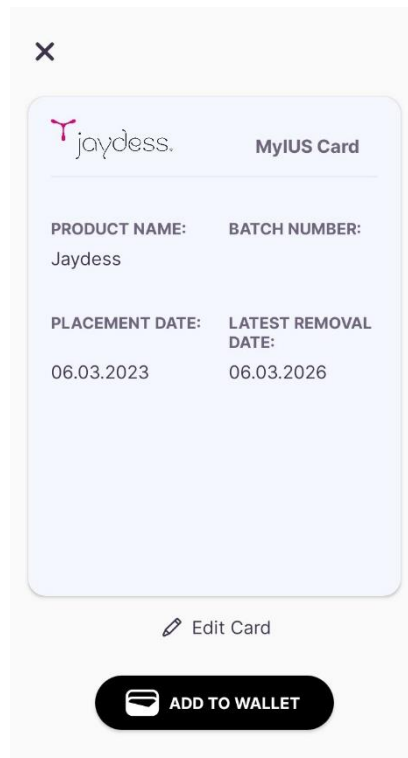 jaydess.
MyIUS Card
PRODUCT NAME:
BATCH NUMBER:
Jaydess
PLACEMENT DATE:
LATEST REMOVAL
DATE:
06.03.2023
06.03.2026
Edit Card
ADD TO WALLET